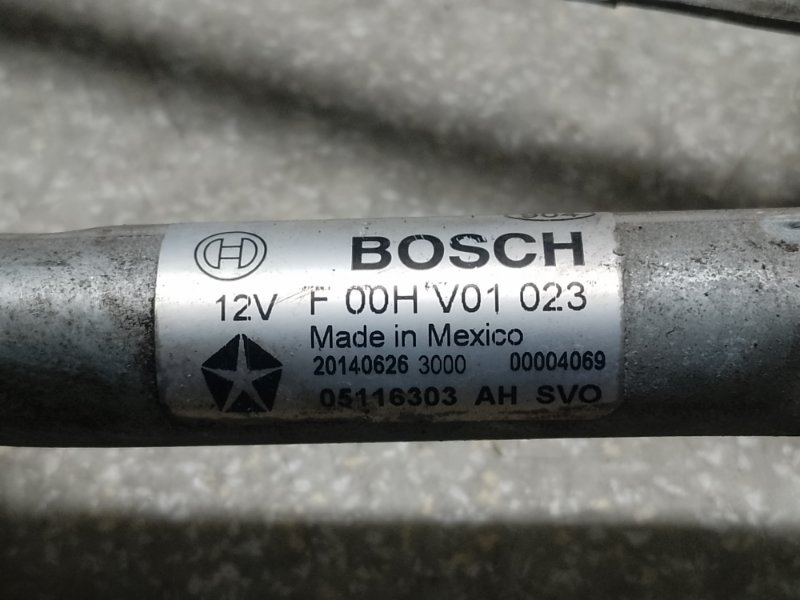 BOSCH
12V F 00H V01 023
Made in Mexico
20140626 3000 00004069
05116303 AH SVO